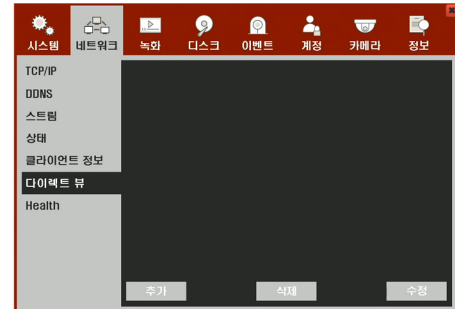 시스템 네트워크 녹화 디스크 이벤트 계정 카메라 정보
TCP/IP
DDNS
스트림
상태
클라이언트 정보
다이렉트 뷰
Health
추가 삭제 수정